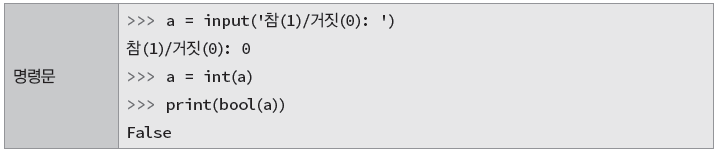 명령문
>>> a = input('참(1)/거짓(0): ')
참(1)/거짓(0): 0
>>> a = int(a)
>>> print(bool(a))
False